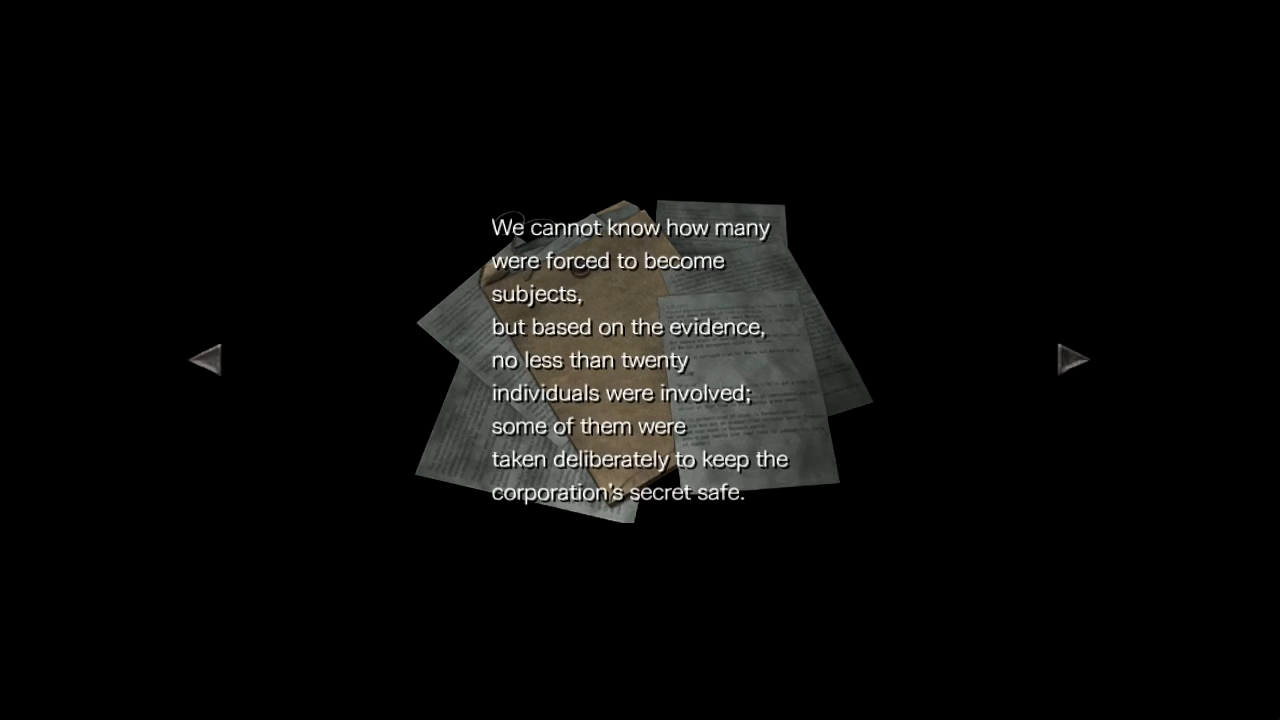 We cannot know how many
were forced to become
subjects,
but based on the evidence,
no less than twenty
individuals were involved;
some of them were
taken deliberately to keep the
corporation's secret safe.